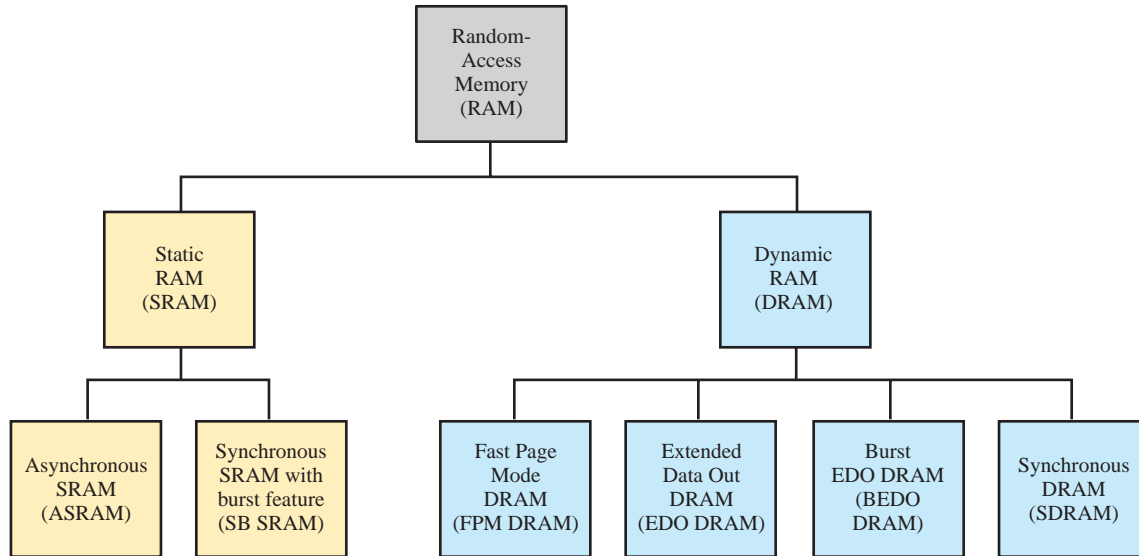 Random-
Access
Memory
(RAM)
Static
RAM
(SRAM)
Dynamic
RAM
(DRAM)
Asynchronous
SRAM
(ASRAM)
Synchronous
SRAM with
burst feature
(SB SRAM)
Fast Page
Mode
DRAM
(FPM DRAM)
Extended
Data Out
DRAM
(EDO DRAM)
Burst
EDO DRAM
(BEDO
DRAM)
Synchronous
DRAM
(SDRAM)